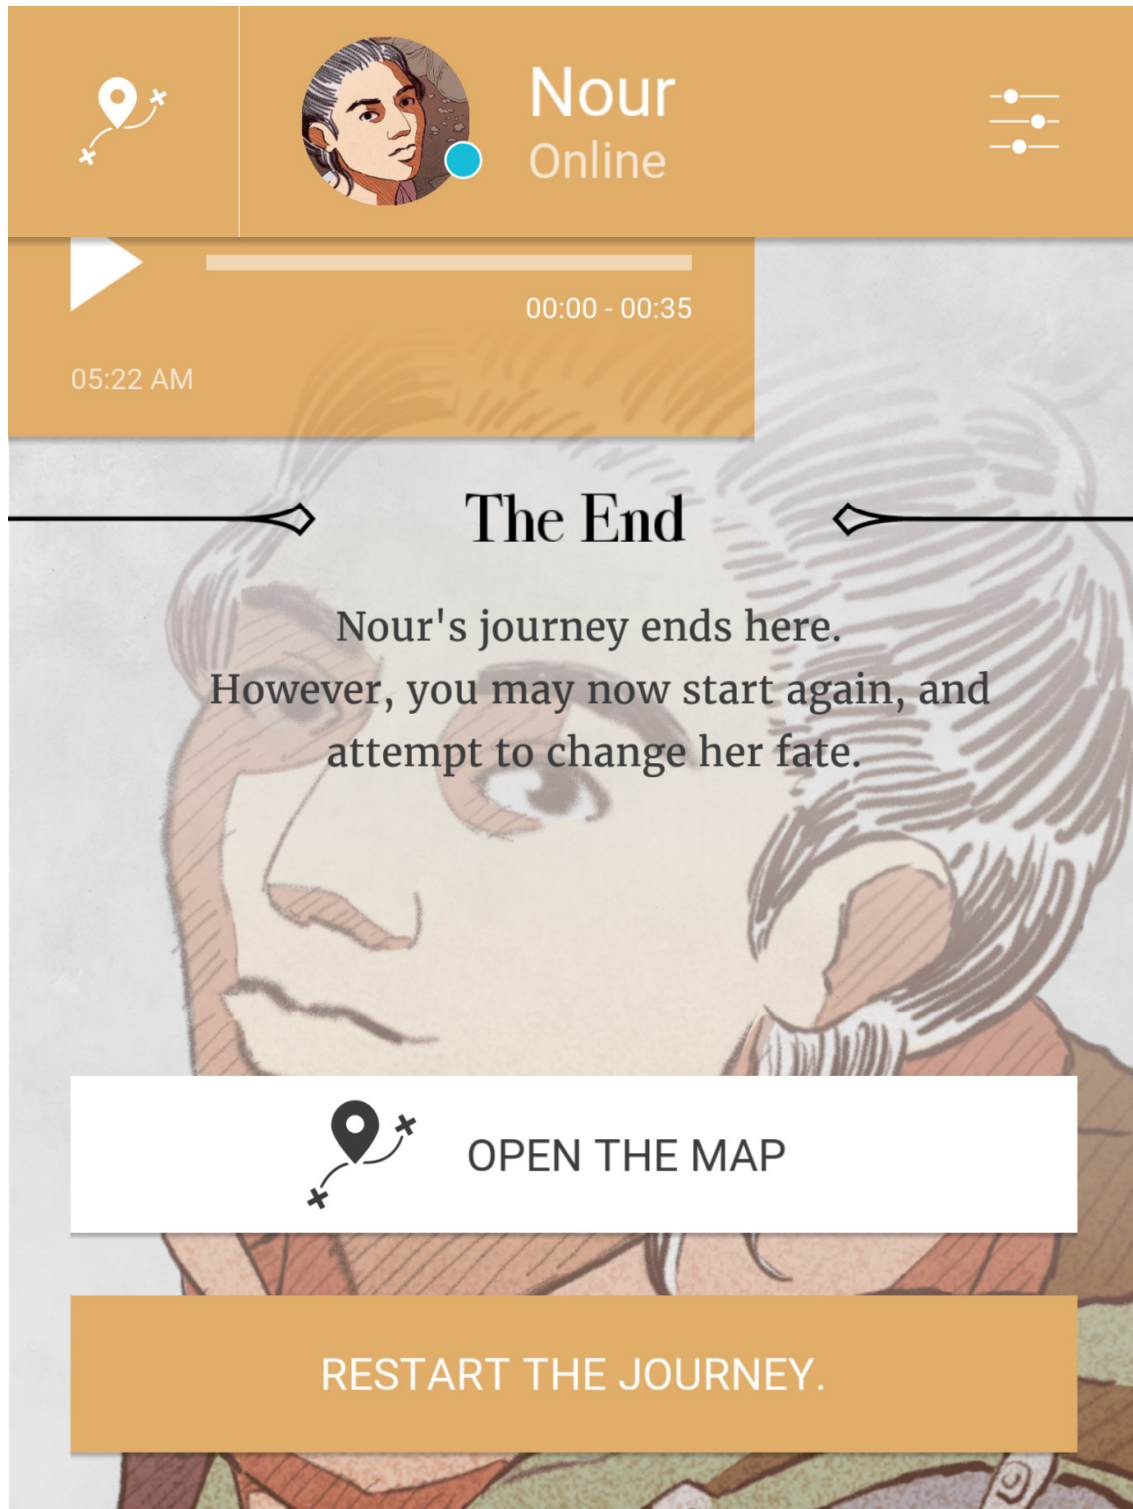 Nour
Online
00:00 - 00:35
05:22 AM
The End
Nour's journey ends here.
However, you may now start again, and
attempt to change her fate.
OPEN THE MAP
RESTART THE JOURNEY.